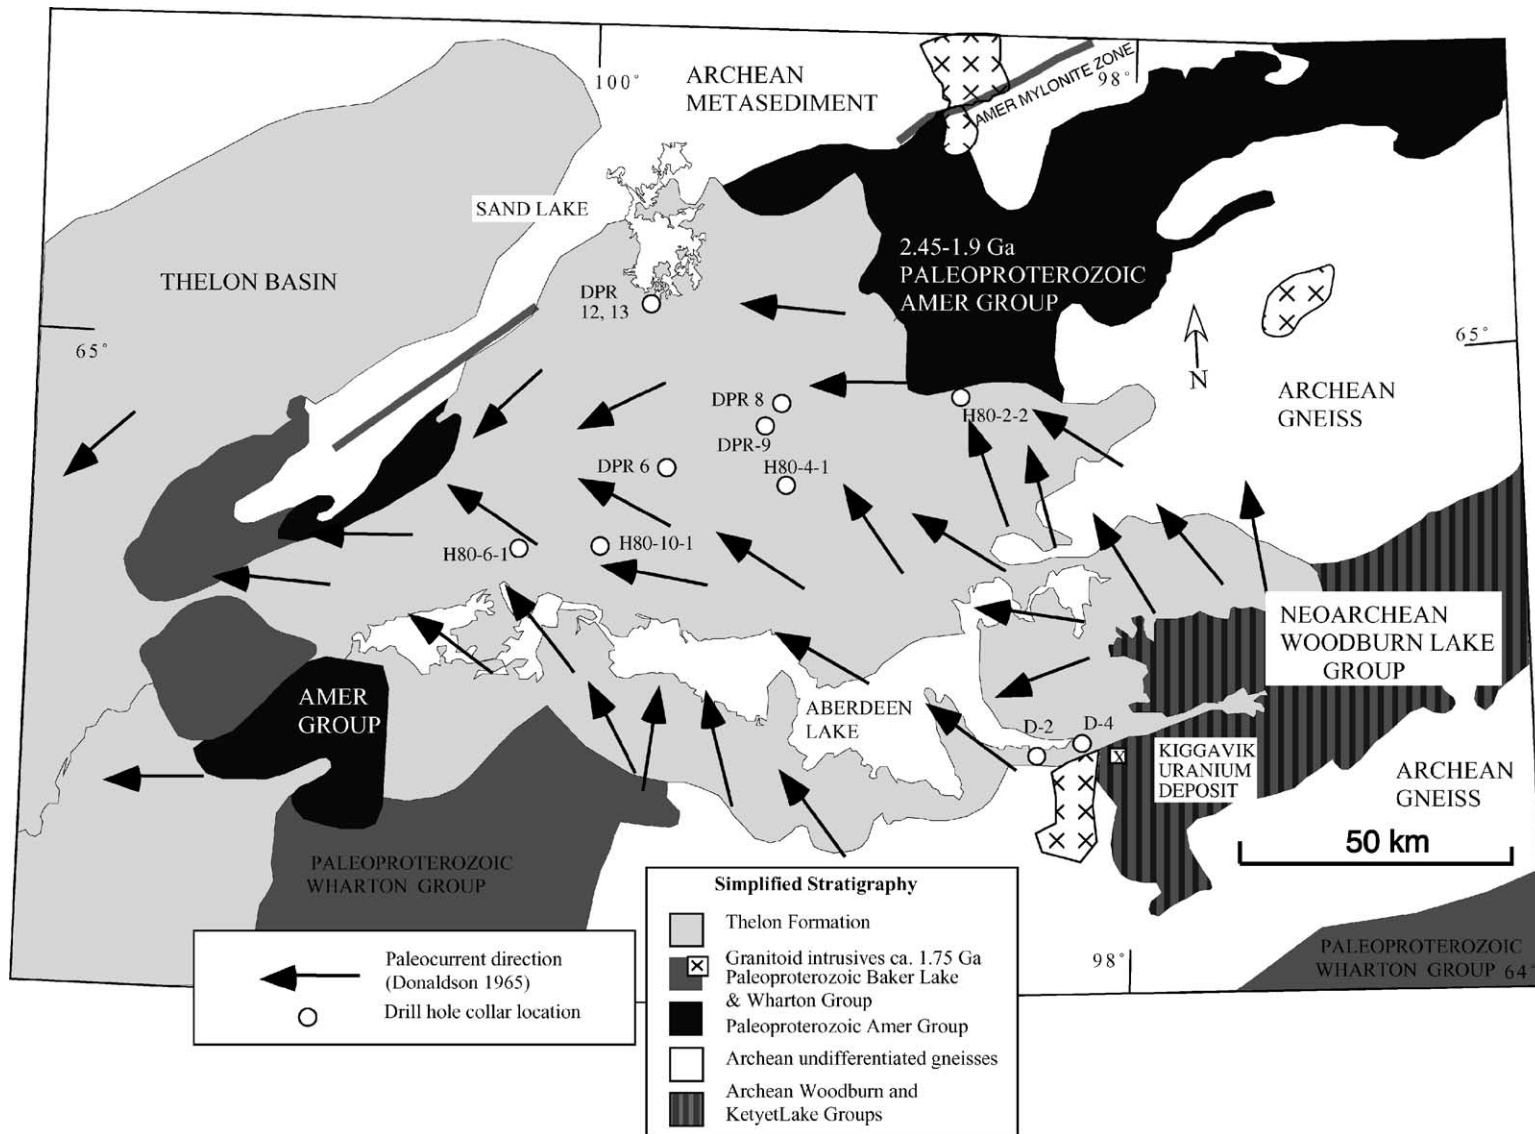 100°
ARCHEAN
METASEDIMENT
AMER MYLONITE ZONE
98°
SAND LAKE
THELON BASIN
2.45-1.9 Ga
PALEOPROTEROZOIC
AMER GROUP
DPR
12, 13
65°
65°
N
ARCHEAN
GNEISS
DPR 8
H80-2-2
DPR-9
DPR 6
H80-4-1
H80-6-1
H80-10-1
NEOARCHEAN
WOODBURN LAKE
GROUP
AMER
GROUP
ABERDEEN
LAKE
D-2
D-4
X
KIGGAVIK
URANIUM
DEPOSIT
ARCHEAN
GNEISS
50 km
PALEOPROTEROZOIC
WHARTON GROUP
PALEOPROTEROZOIC
WHARTON GROUP 64°
98°
Paleocurrent direction
(Donaldson 1965)
Drill hole collar location
Simplified Stratigraphy
Thelon Formation
Granitoid intrusives ca. 1.75 Ga
Paleoproterozoic Baker Lake
& Wharton Group
Paleoproterozoic Amer Group
Archean undifferentiated gneisses
Archean Woodburn and
KetyetLake Groups